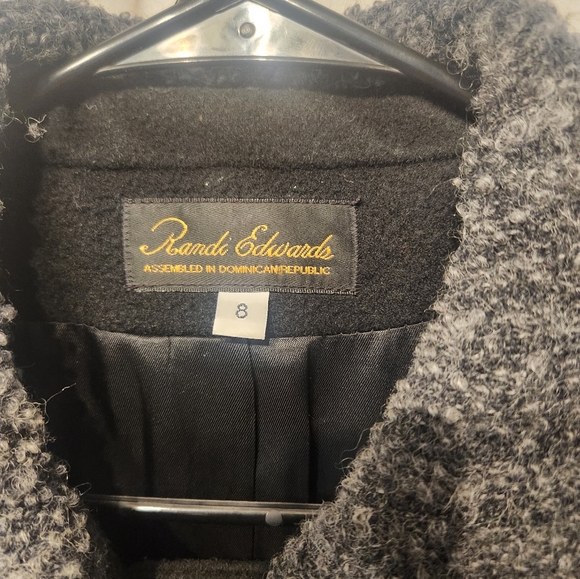 Randi Edwards
ASSEMBLED IN DOMINICAN REPUBLIC
8